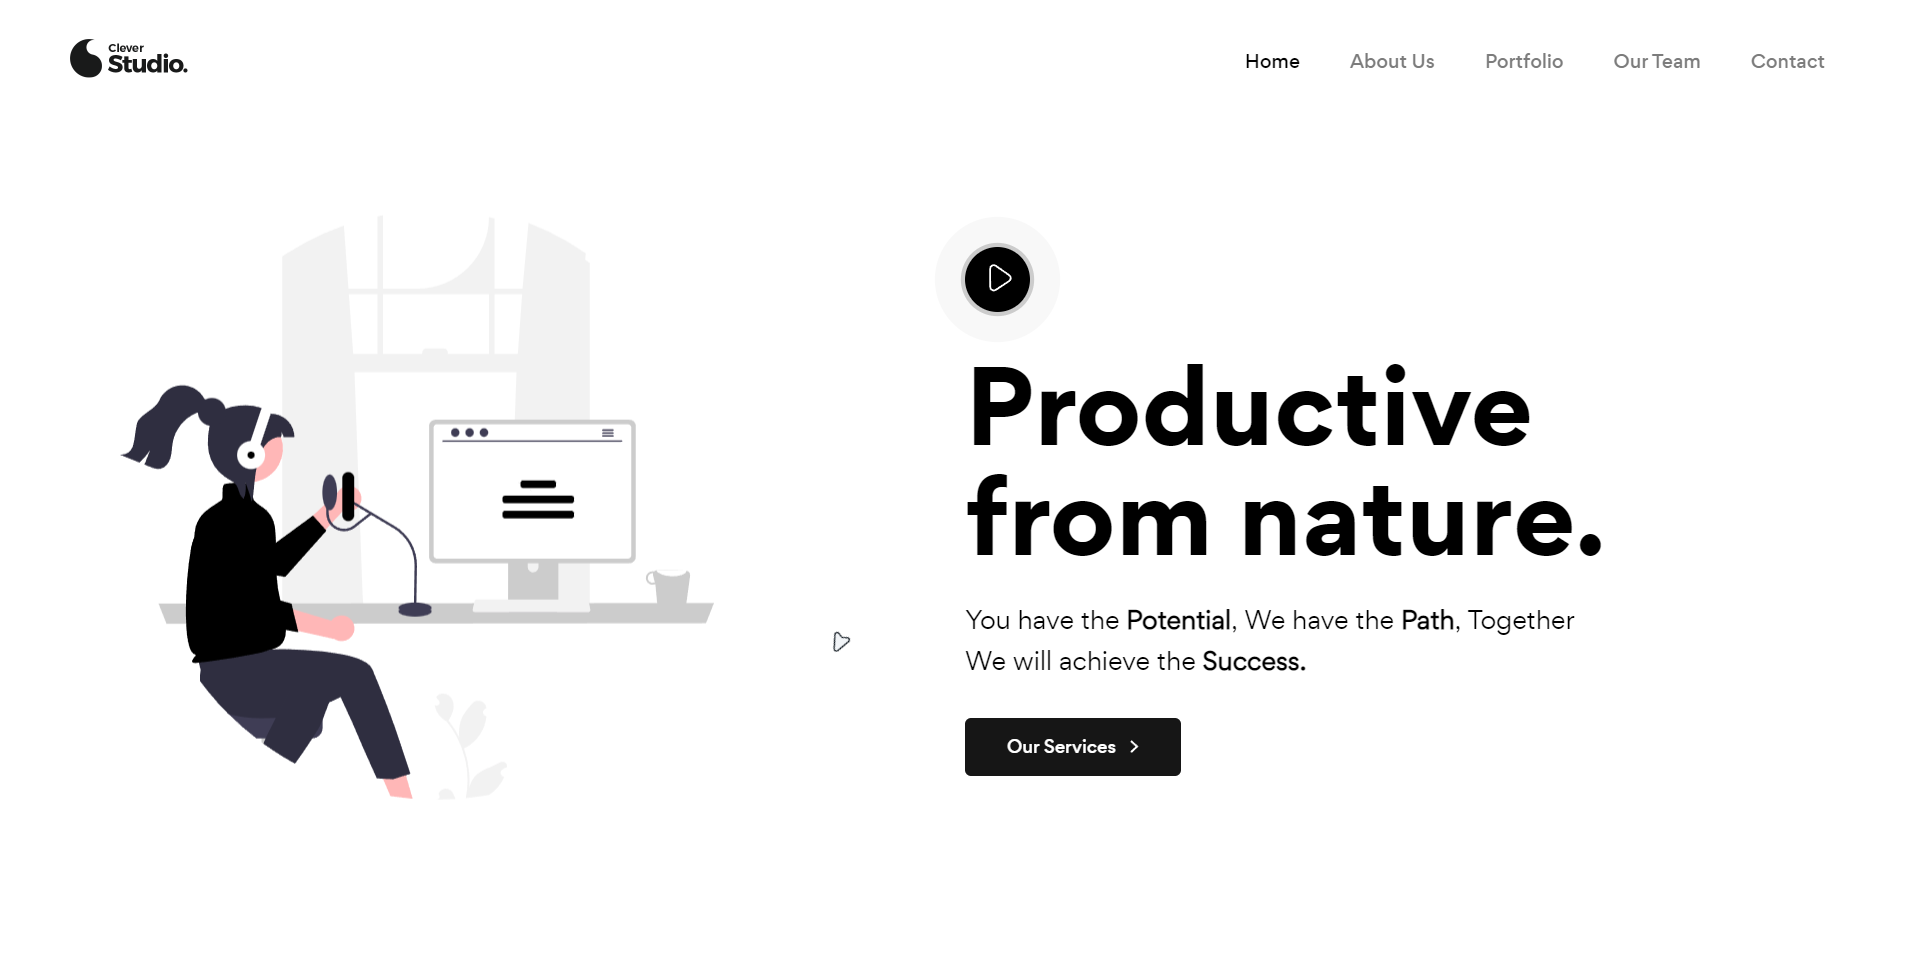 Clever
Studio.
Home About Us Portfolio Our Team Contact
Productive
from nature.
You have the Potential, We have the Path, Together
We will achieve the Success.
Our Services